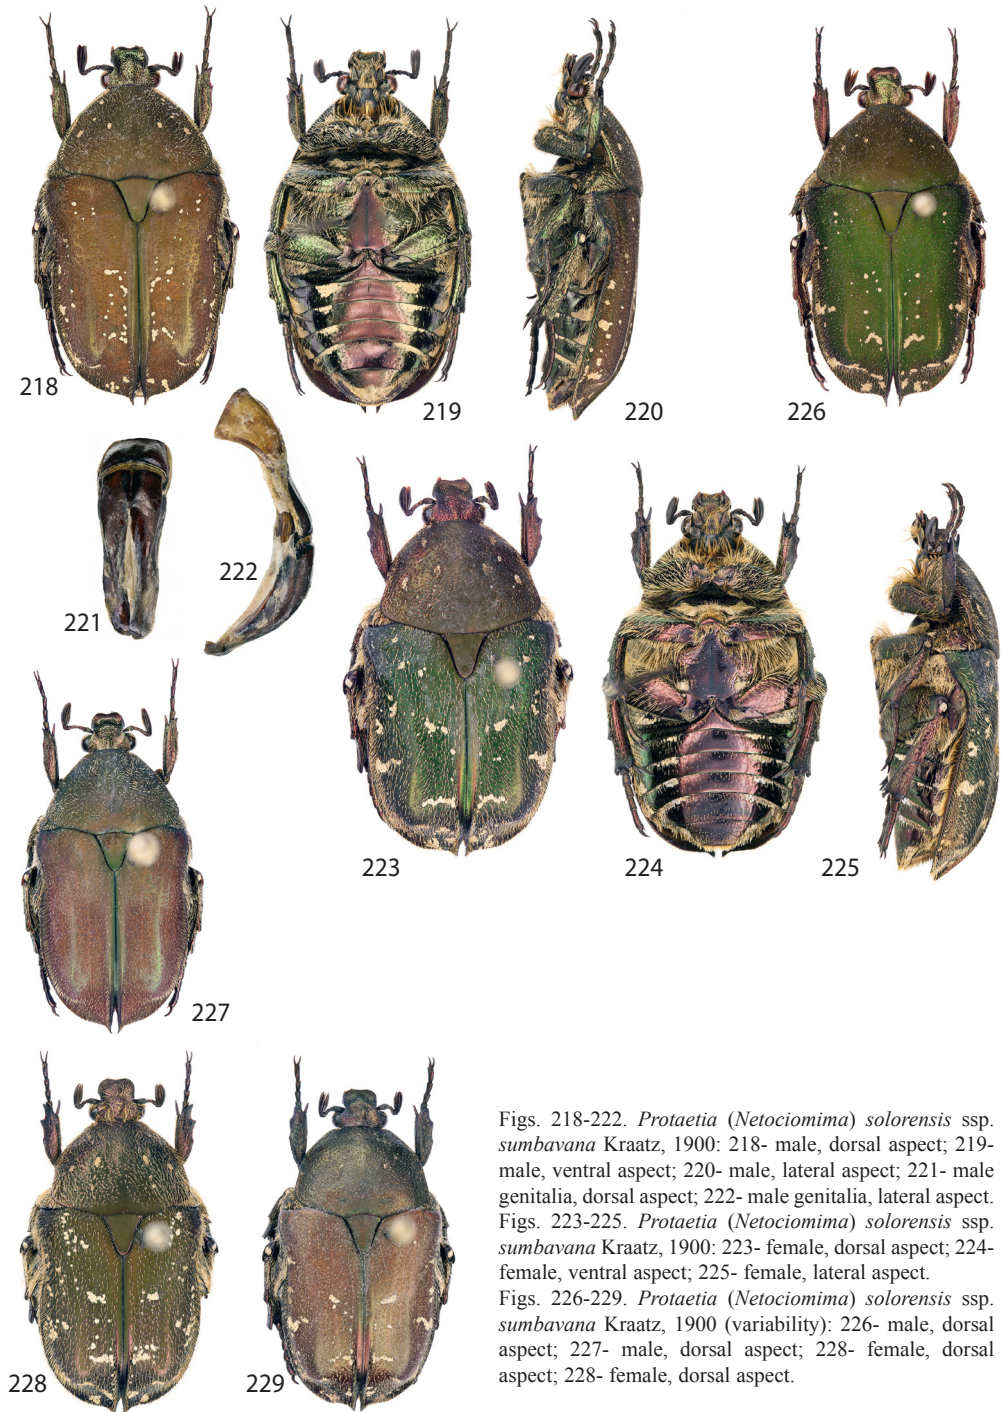 218
219
220
226
221
222
223
224
225
227
228
229
Figs. 218-222. Protaetia (Netociomima) solorensis ssp.
sumbavana Kraatz, 1900: 218- male, dorsal aspect; 219-
male, ventral aspect; 220- male, lateral aspect; 221- male
genitalia, dorsal aspect; 222- male genitalia, lateral aspect.
Figs. 223-225. Protaetia (Netociomima) solorensis ssp.
sumbavana Kraatz, 1900: 223- female, dorsal aspect; 224-
female, ventral aspect; 225- female, lateral aspect.
Figs. 226-229. Protaetia (Netociomima) solorensis ssp.
sumbavana Kraatz, 1900 (variability): 226- male, dorsal
aspect; 227- male, dorsal aspect; 228- female, dorsal
aspect; 228- female, dorsal aspect.